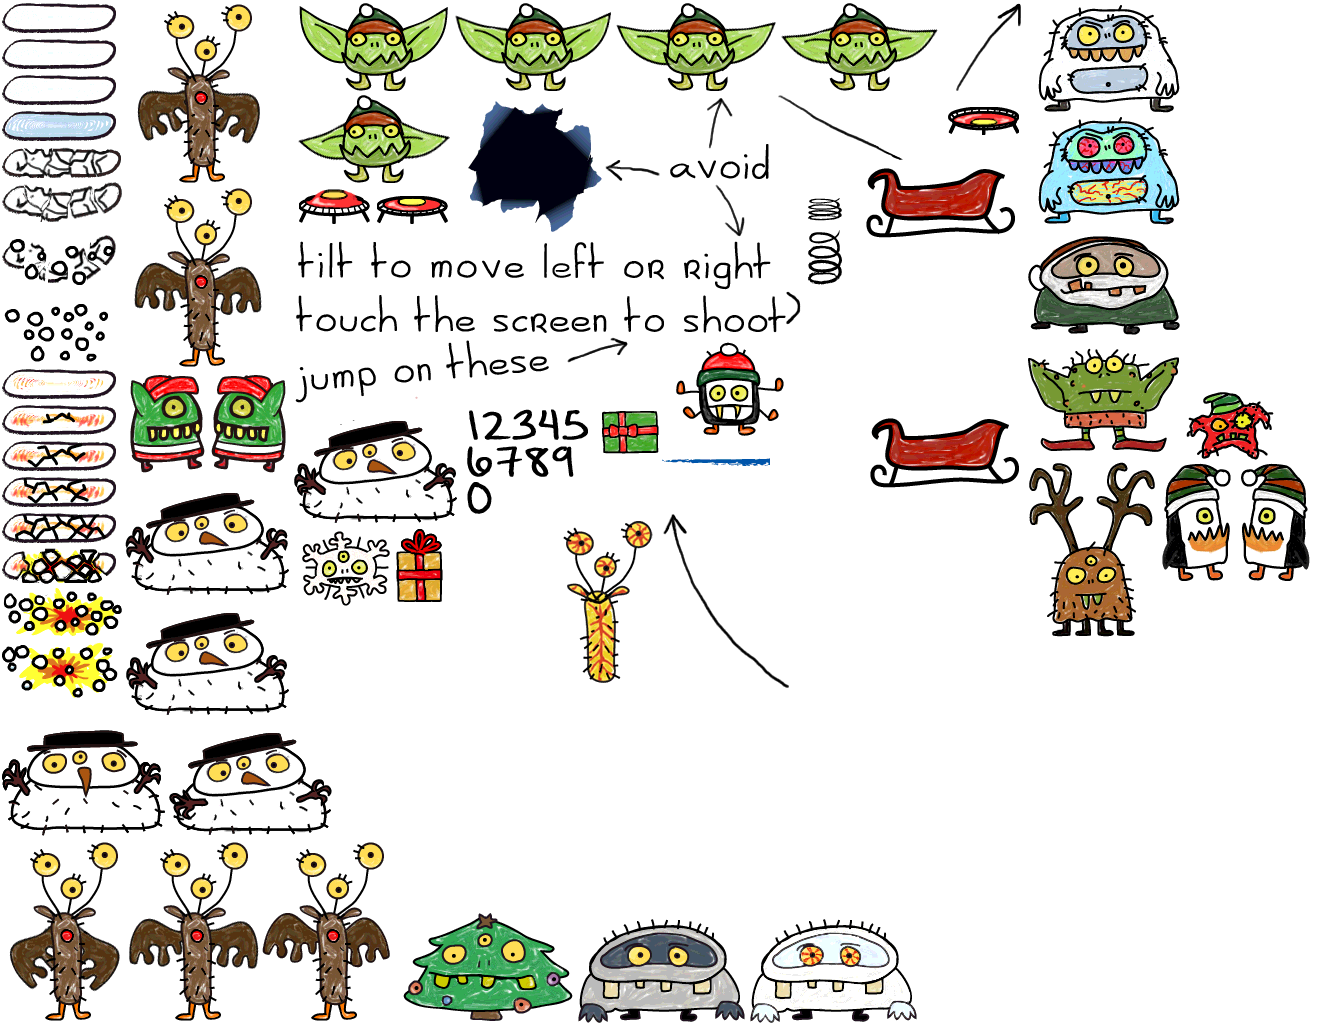 avoid
tilt to move left or right
touch the screen to shoot)
jump on these
12345
6789
0